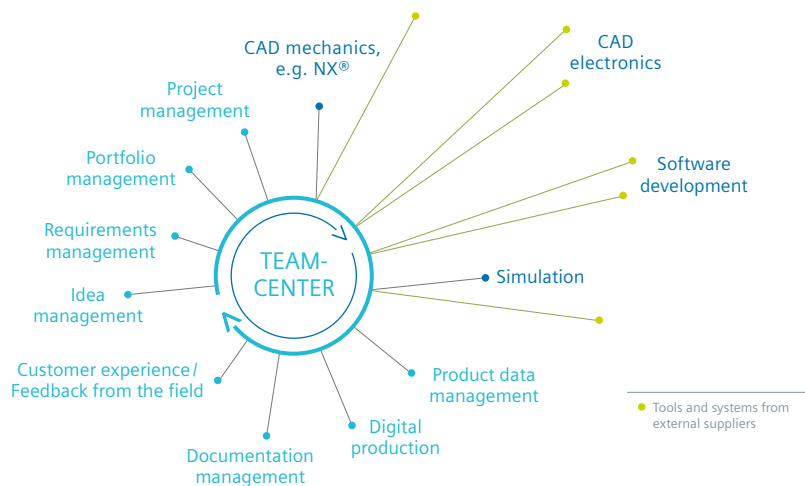 CAD mechanics,
e.g. NX®
CAD
electronics
Project
management
Portfolio
management
Software
development
Requirements
management
TEAM-
CENTER
Simulation
Idea
management
Customer experience/
Feedback from the field
Product data
management
Digital
production
Documentation
management
Tools and systems from
external suppliers